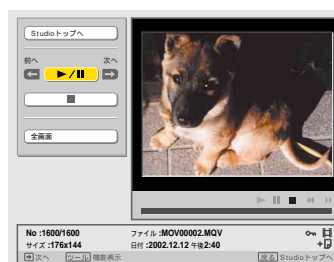 Studioトップへ
前へ 次へ
全画面
No :1600/1600 ファイル :MOV00002.MQV
サイズ :176x144 日付 :2002.12.12 午後2:40
次へ ツール 機能表示 戻る Studioトップへ